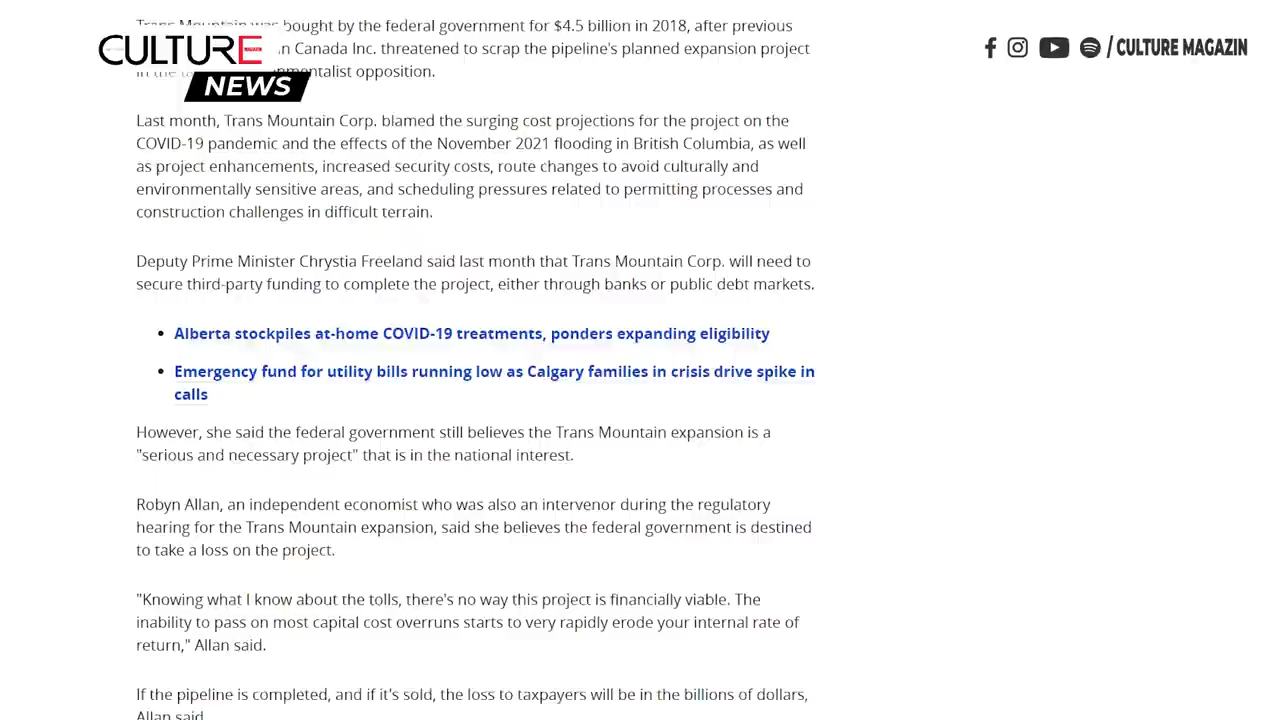 Trans Mountain was bought by the federal government for $4.5 billion in 2018, after previous
CULTURE
n Canada Inc. threatened to scrap the pipeline's planned expansion project
/ CULTURE MAGAZIN
in the nmentalist opposition.
NEWS
Last month, Trans Mountain Corp. blamed the surging cost projections for the project on the
COVID-19 pandemic and the effects of the November 2021 flooding in British Columbia, as well
as project enhancements, increased security costs, route changes to avoid culturally and
environmentally sensitive areas, and scheduling pressures related to permitting processes and
construction challenges in difficult terrain.
Deputy Prime Minister Chrystia Freeland said last month that Trans Mountain Corp. will need to
secure third-party funding to complete the project, either through banks or public debt markets.
• Alberta stockpiles at-home COVID-19 treatments, ponders expanding eligibility
• Emergency fund for utility bills running low as Calgary families in crisis drive spike in
calls
However, she said the federal government still believes the Trans Mountain expansion is a
"serious and necessary project" that is in the national interest.
Robyn Allan, an independent economist who was also an intervenor during the regulatory
hearing for the Trans Mountain expansion, said she believes the federal government is destined
to take a loss on the project.
"Knowing what I know about the tolls, there's no way this project is financially viable. The
inability to pass on most capital cost overruns starts to very rapidly erode your internal rate of
return," Allan said.
If the pipeline is completed, and if it's sold, the loss to taxpayers will be in the billions of dollars,
Allan said.